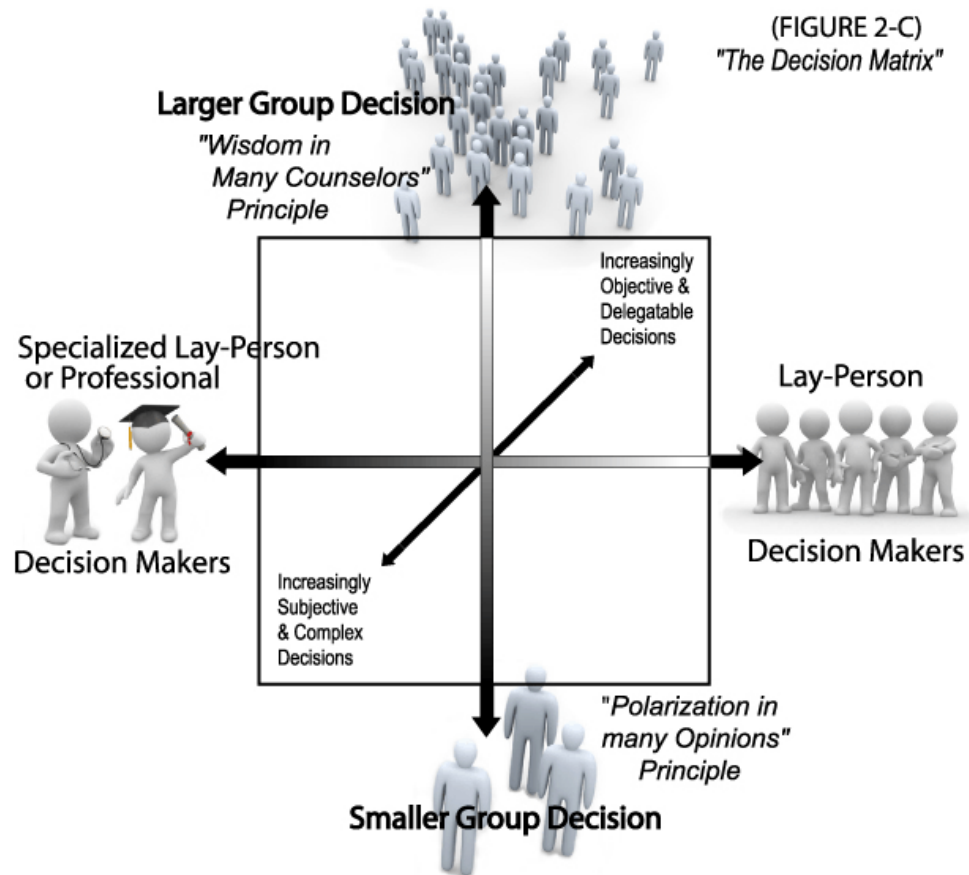 (FIGURE 2-C)
"The Decision Matrix"
Larger Group Decision
"Wisdom in
Many Counselors"
Principle
Increasingly
Objective &
Delegatable
Decisions
Specialized Lay-Person
or Professional
Decision Makers
Lay-Person
Decision Makers
Increasingly
Subjective
& Complex
Decisions
"Polarization in
many Opinions"
Principle
Smaller Group Decision